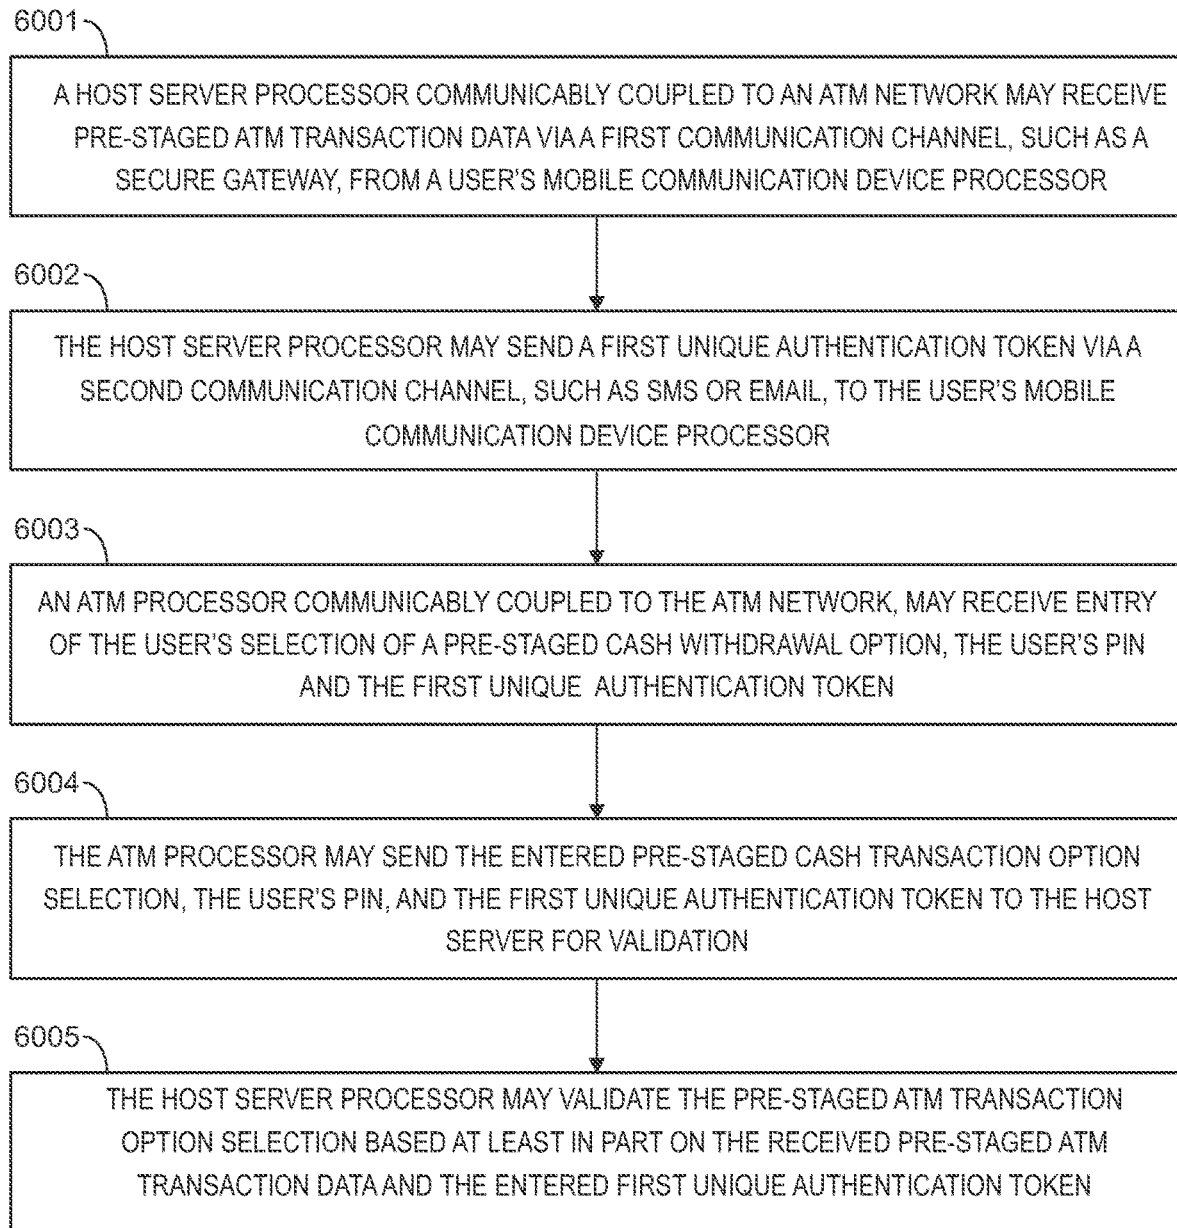 6001
A HOST SERVER PROCESSOR COMMUNICABLY COUPLED TO AN ATM NETWORK MAY RECEIVE
PRE-STAGED ATM TRANSACTION DATA VIA A FIRST COMMUNICATION CHANNEL, SUCH AS A
SECURE GATEWAY, FROM A USER'S MOBILE COMMUNICATION DEVICE PROCESSOR
6002
THE HOST SERVER PROCESSOR MAY SEND A FIRST UNIQUE AUTHENTICATION TOKEN VIA A
SECOND COMMUNICATION CHANNEL, SUCH AS SMS OR EMAIL, TO THE USER'S MOBILE
COMMUNICATION DEVICE PROCESSOR
6003
AN ATM PROCESSOR COMMUNICABLY COUPLED TO THE ATM NETWORK, MAY RECEIVE ENTRY
OF THE USER'S SELECTION OF A PRE-STAGED CASH WITHDRAWAL OPTION, THE USER'S PIN
AND THE FIRST UNIQUE AUTHENTICATION TOKEN
6004
THE ATM PROCESSOR MAY SEND THE ENTERED PRE-STAGED CASH TRANSACTION OPTION
SELECTION, THE USER'S PIN, AND THE FIRST UNIQUE AUTHENTICATION TOKEN TO THE HOST
SERVER FOR VALIDATION
6005
THE HOST SERVER PROCESSOR MAY VALIDATE THE PRE-STAGED ATM TRANSACTION
OPTION SELECTION BASED AT LEAST IN PART ON THE RECEIVED PRE-STAGED ATM
TRANSACTION DATA AND THE ENTERED FIRST UNIQUE AUTHENTICATION TOKEN